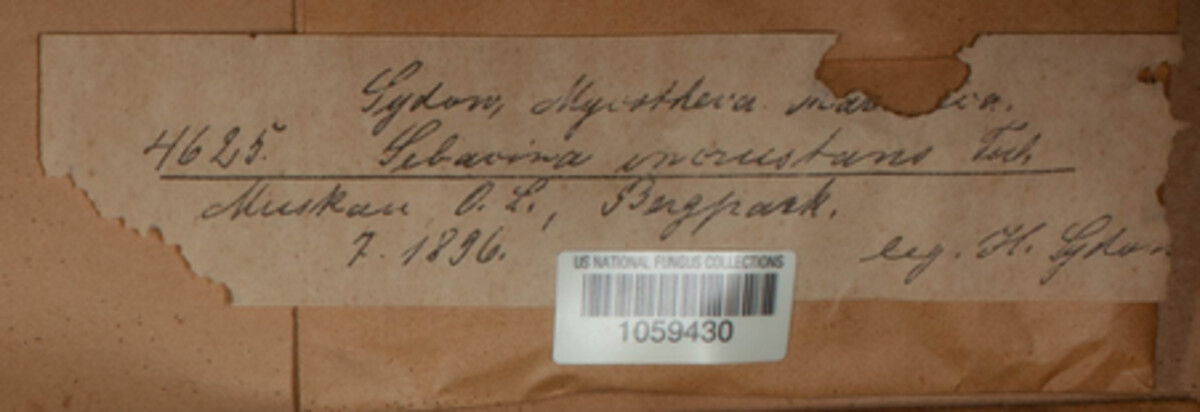 Sydow, Mycotheca
4625. Sebacina incrustans Tul.
Muskau O. L., Bergpark.
7. 1896.
leg. H. Sydow
US NATIONAL FUNGUS COLLECTIONS
1059430